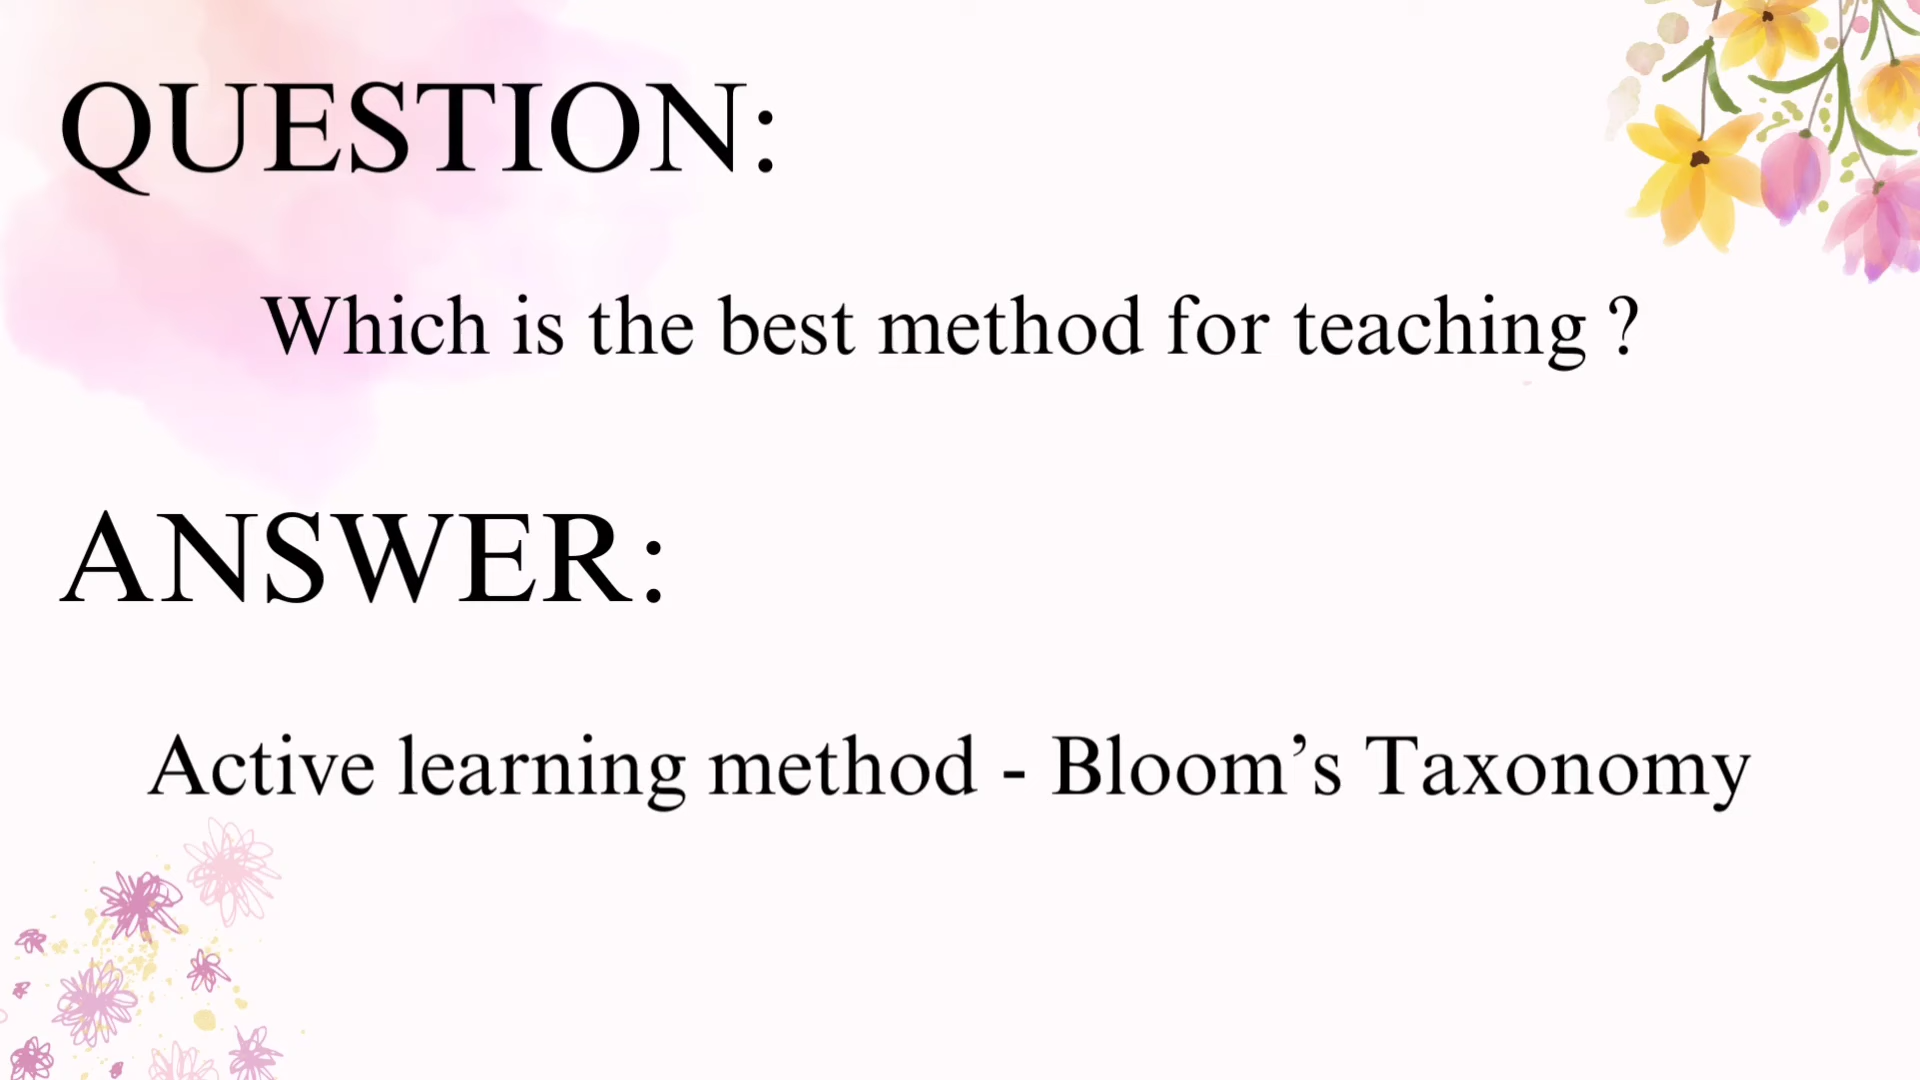 QUESTION:
Which is the best method for teaching ?
ANSWER:
Active learning method - Bloom’s Taxonomy